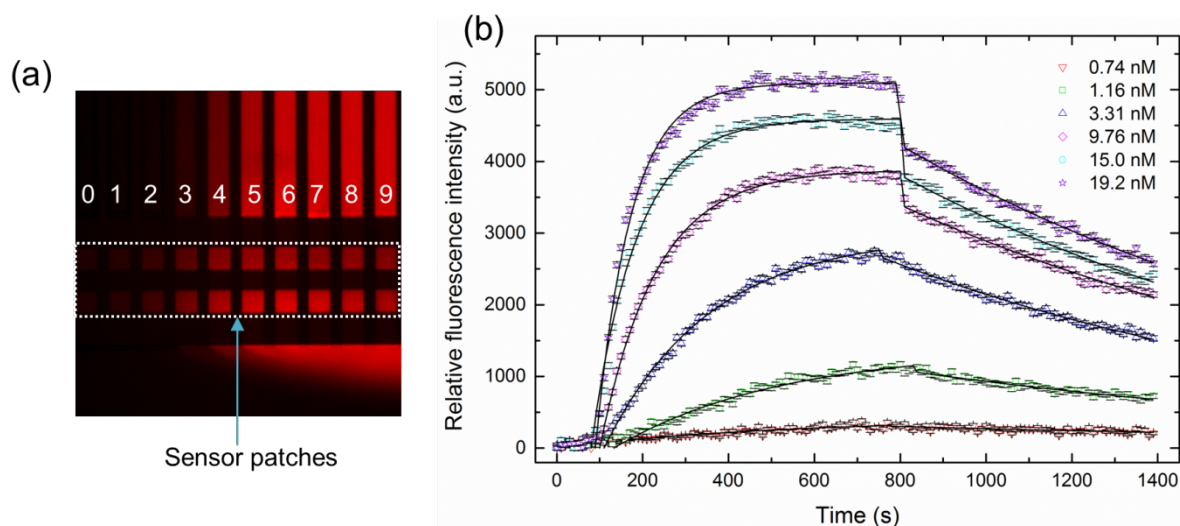 (a)
0 1 2 3 4 5 6 7 8 9
Sensor patches
(b)
Relative fluorescence intensity (a.u.)
5000
4000
3000
2000
1000
0
0 200 400 600 800 1000 1200 1400
Time (s)
0.74 nM
1.16 nM
3.31 nM
9.76 nM
15.0 nM
19.2 nM